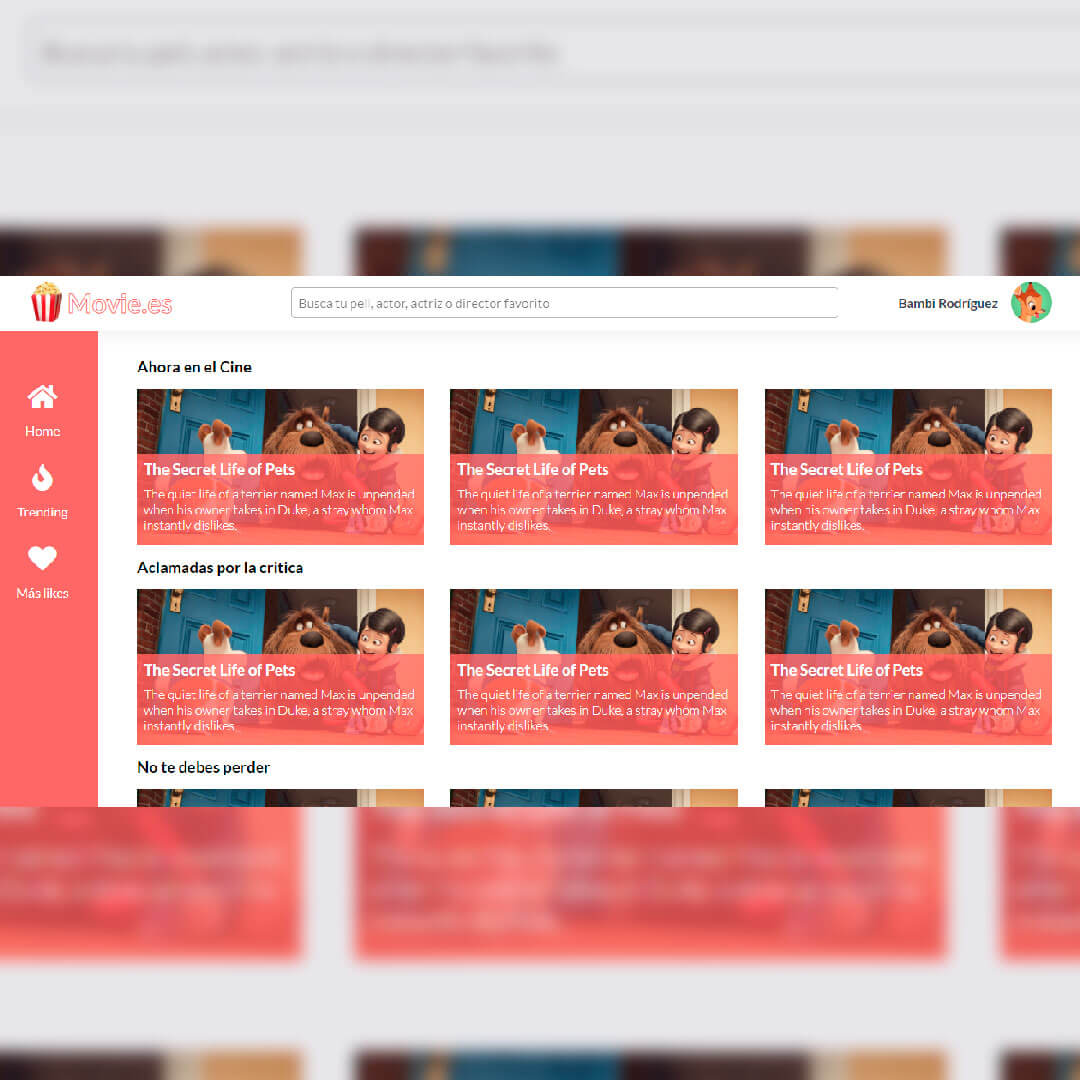 Movie.es
Busca tu peli, actor, actriz o director favorito
Bambi Rodríguez
Home
Trending
Más likes
Ahora en el Cine
The Secret Life of Pets
The quiet life of a terrier named Max is unpended
when his owner takes in Duke, a stray whom Max
instantly dislikes.
The Secret Life of Pets
The quiet life of a terrier named Max is unpended
when his owner takes in Duke, a stray whom Max
instantly dislikes.
The Secret Life of Pets
The quiet life of a terrier named Max is unpended
when his owner takes in Duke, a stray whom Max
instantly dislikes.
Aclamadas por la critica
The Secret Life of Pets
The quiet life of a terrier named Max is unpended
when his owner takes in Duke, a stray whom Max
instantly dislikes.
The Secret Life of Pets
The quiet life of a terrier named Max is unpended
when his owner takes in Duke, a stray whom Max
instantly dislikes.
The Secret Life of Pets
The quiet life of a terrier named Max is unpended
when his owner takes in Duke, a stray whom Max
instantly dislikes.
No te debes perder